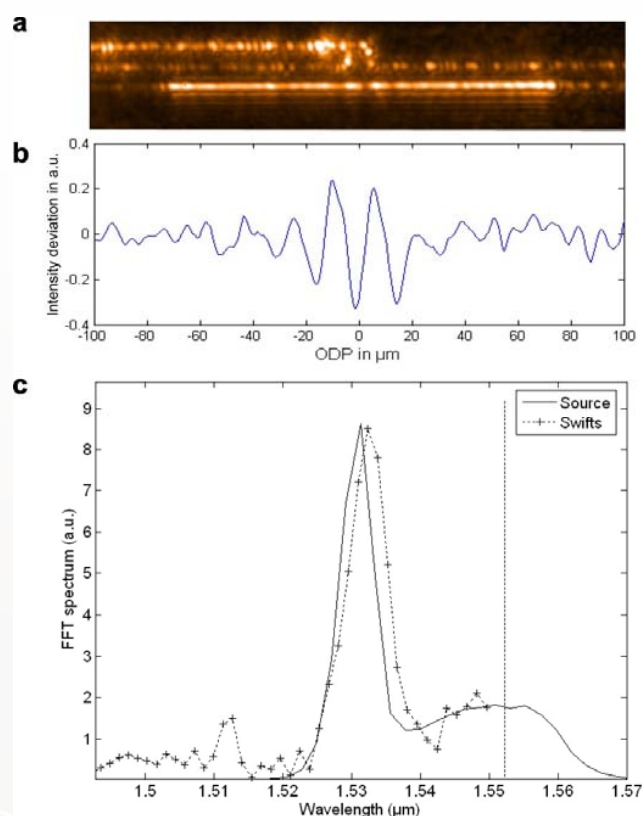 a
b
0.4
0.2
0
-0.2
-0.4
Intensity deviation in a.u.
-100 -80 -60 -40 -20 0 20 40 60 80 100
ODP in µm
c
9
8
7
6
5
4
3
2
1
FFT spectrum (a.u.)
Source
Swifts
1.5 1.51 1.52 1.53 1.54 1.55 1.56 1.57
Wavelength (µm)